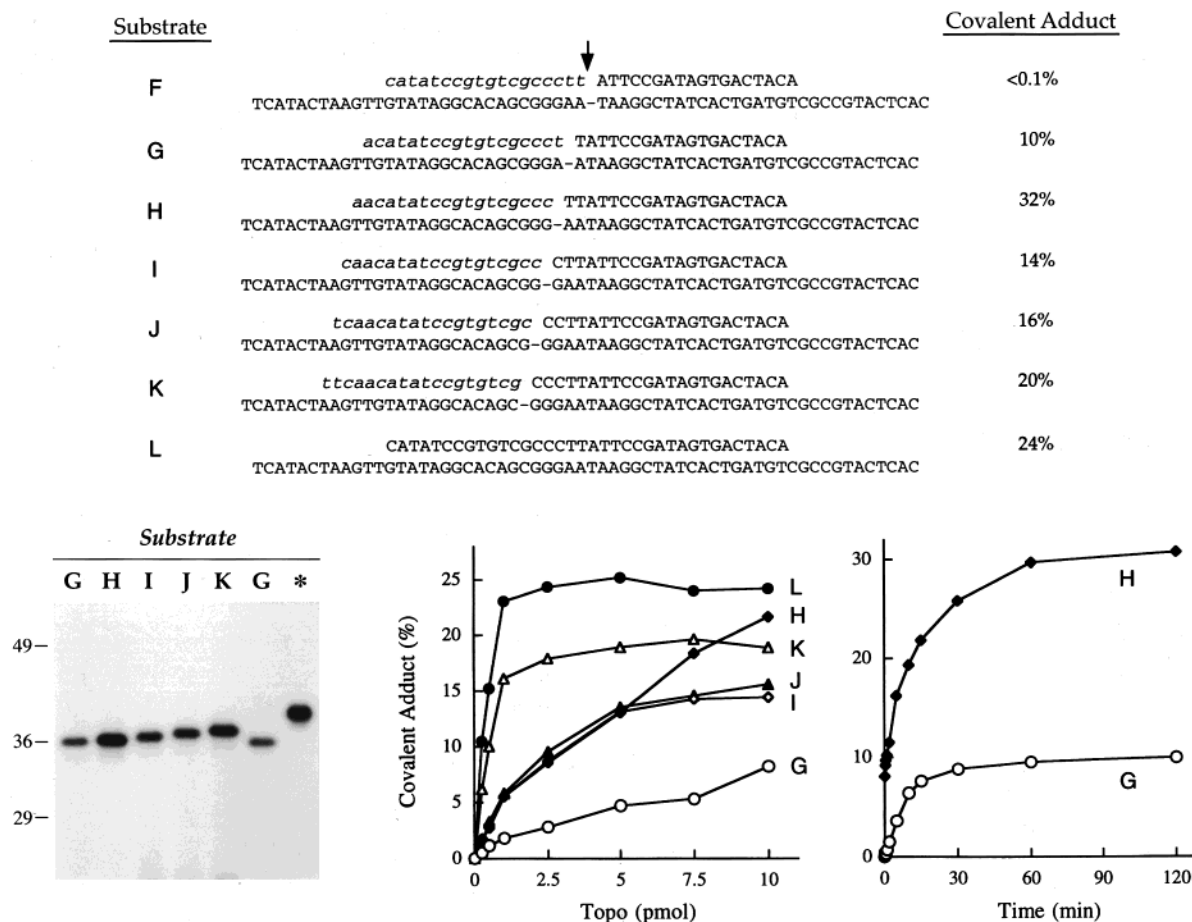 Substrate Covalent Adduct
F catatccgtgtcgccctt ATTCCGATAGTGACTACA <0.1%
TCATACTAAGTTGTATAGGCACAGCGGGAA-TAAGGCTATCACTGATGTCGCCGTACTCAC
G acatatccgtgtcgccct TATTCCGATAGTGACTACA 10%
TCATACTAAGTTGTATAGGCACAGCGGGA-ATAAGGCTATCACTGATGTCGCCGTACTCAC
H aacatatccgtgtcgccc TTATTCCGATAGTGACTACA 32%
TCATACTAAGTTGTATAGGCACAGCGGG-AATAAGGCTATCACTGATGTCGCCGTACTCAC
I caacatatccgtgtcgcc CTTATTCCGATAGTGACTACA 14%
TCATACTAAGTTGTATAGGCACAGCGG-GAATAAGGCTATCACTGATGTCGCCGTACTCAC
J tcaacatatccgtgtcgc CCTTATTCCGATAGTGACTACA 16%
TCATACTAAGTTGTATAGGCACAGCG-GGAATAAGGCTATCACTGATGTCGCCGTACTCAC
K ttcaacatatccgtgtcg CCCTTATTCCGATAGTGACTACA 20%
TCATACTAAGTTGTATAGGCACAGC-GGGAATAAGGCTATCACTGATGTCGCCGTACTCAC
L CATATCCGTGTCGCCCTTATTCCGATAGTGACTACA 24%
TCATACTAAGTTGTATAGGCACAGCGGGAATAAGGCTATCACTGATGTCGCCGTACTCAC
Substrate
G H I J K G *
49
36
29
Covalent Adduct (%)
25
20
15
10
5
0
L
H
K
J
I
G
0 2.5 5 7.5 10
Topo (pmol)
30
20
10
0
H
G
0 30 60 90 120
Time (min)